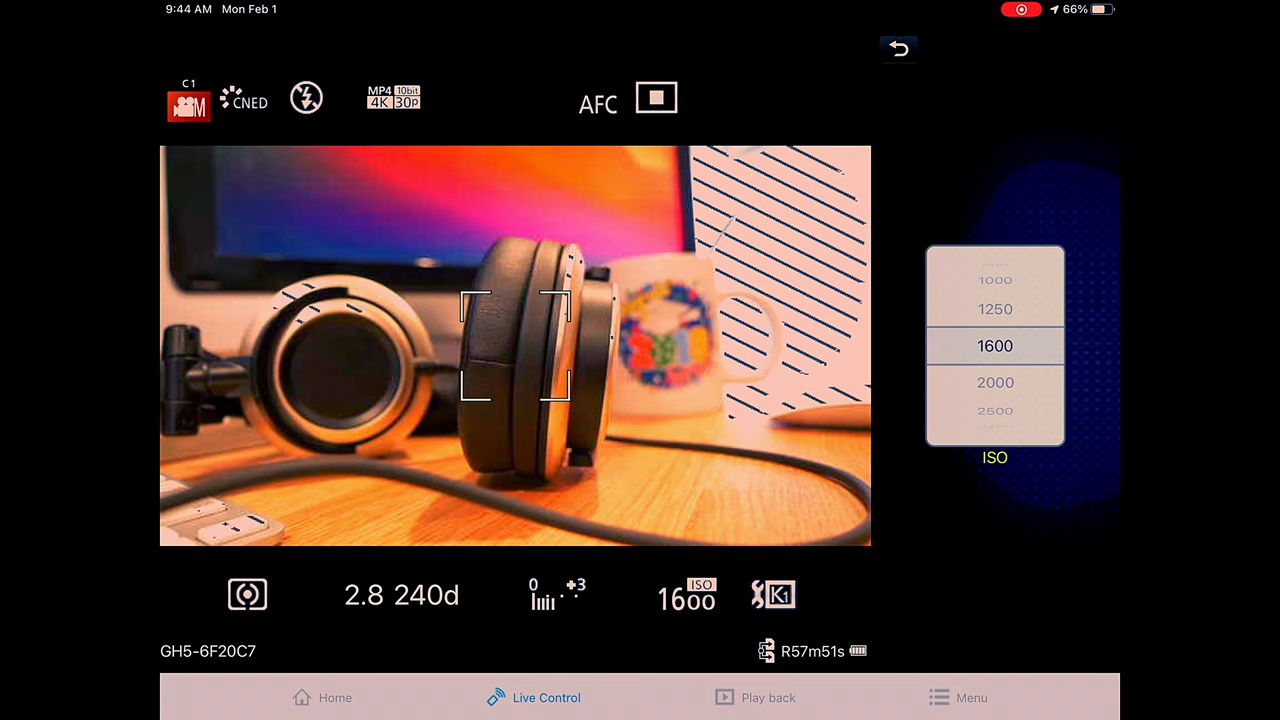 9:44 AM Mon Feb 1
66%
C1
M
CNED
MP4 10bit
4K 30p
AFC
1000
1250
1600
2000
2500
ISO
2.8 240d
0 +3
1600 ISO
K1
GH5-6F20C7
R57m51s
Home
Live Control
Play back
Menu